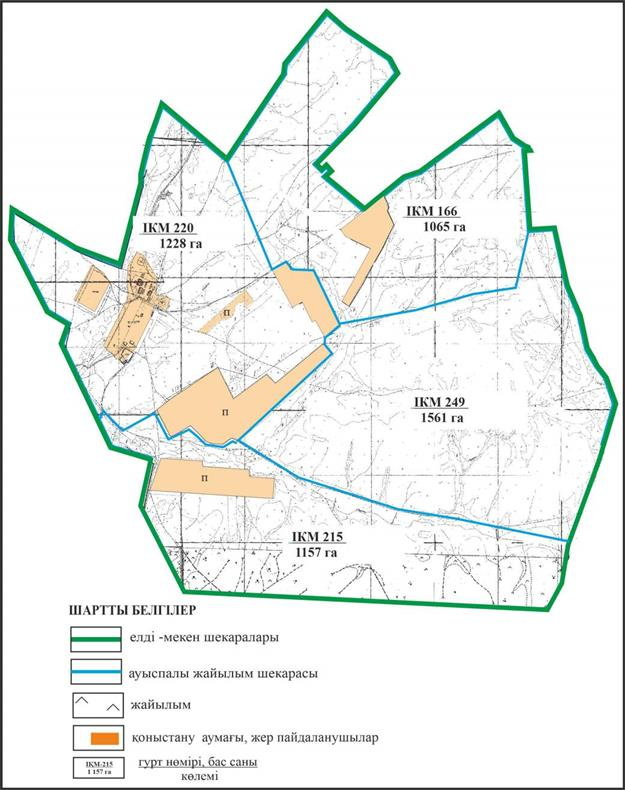 ІКМ 220
1228 га
ІКМ 166
1065 га
П
ІКМ 249
1561 га
П
П
ІКМ 215
1157 га
ШАРТТЫ БЕЛГІЛЕР
елді -мекен шекаралары
ауыспалы жайылым шекарасы
жайылым
қоныстану аумағы, жер пайдаланушылар
ІКМ-215
1 157 га
гурт нөмірі, бас саны
көлемі